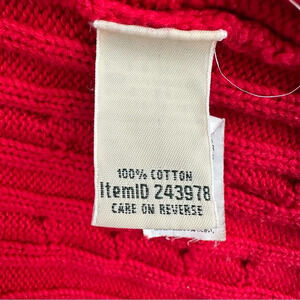 100% COTTON
ItemID 243978
CARE ON REVERSE